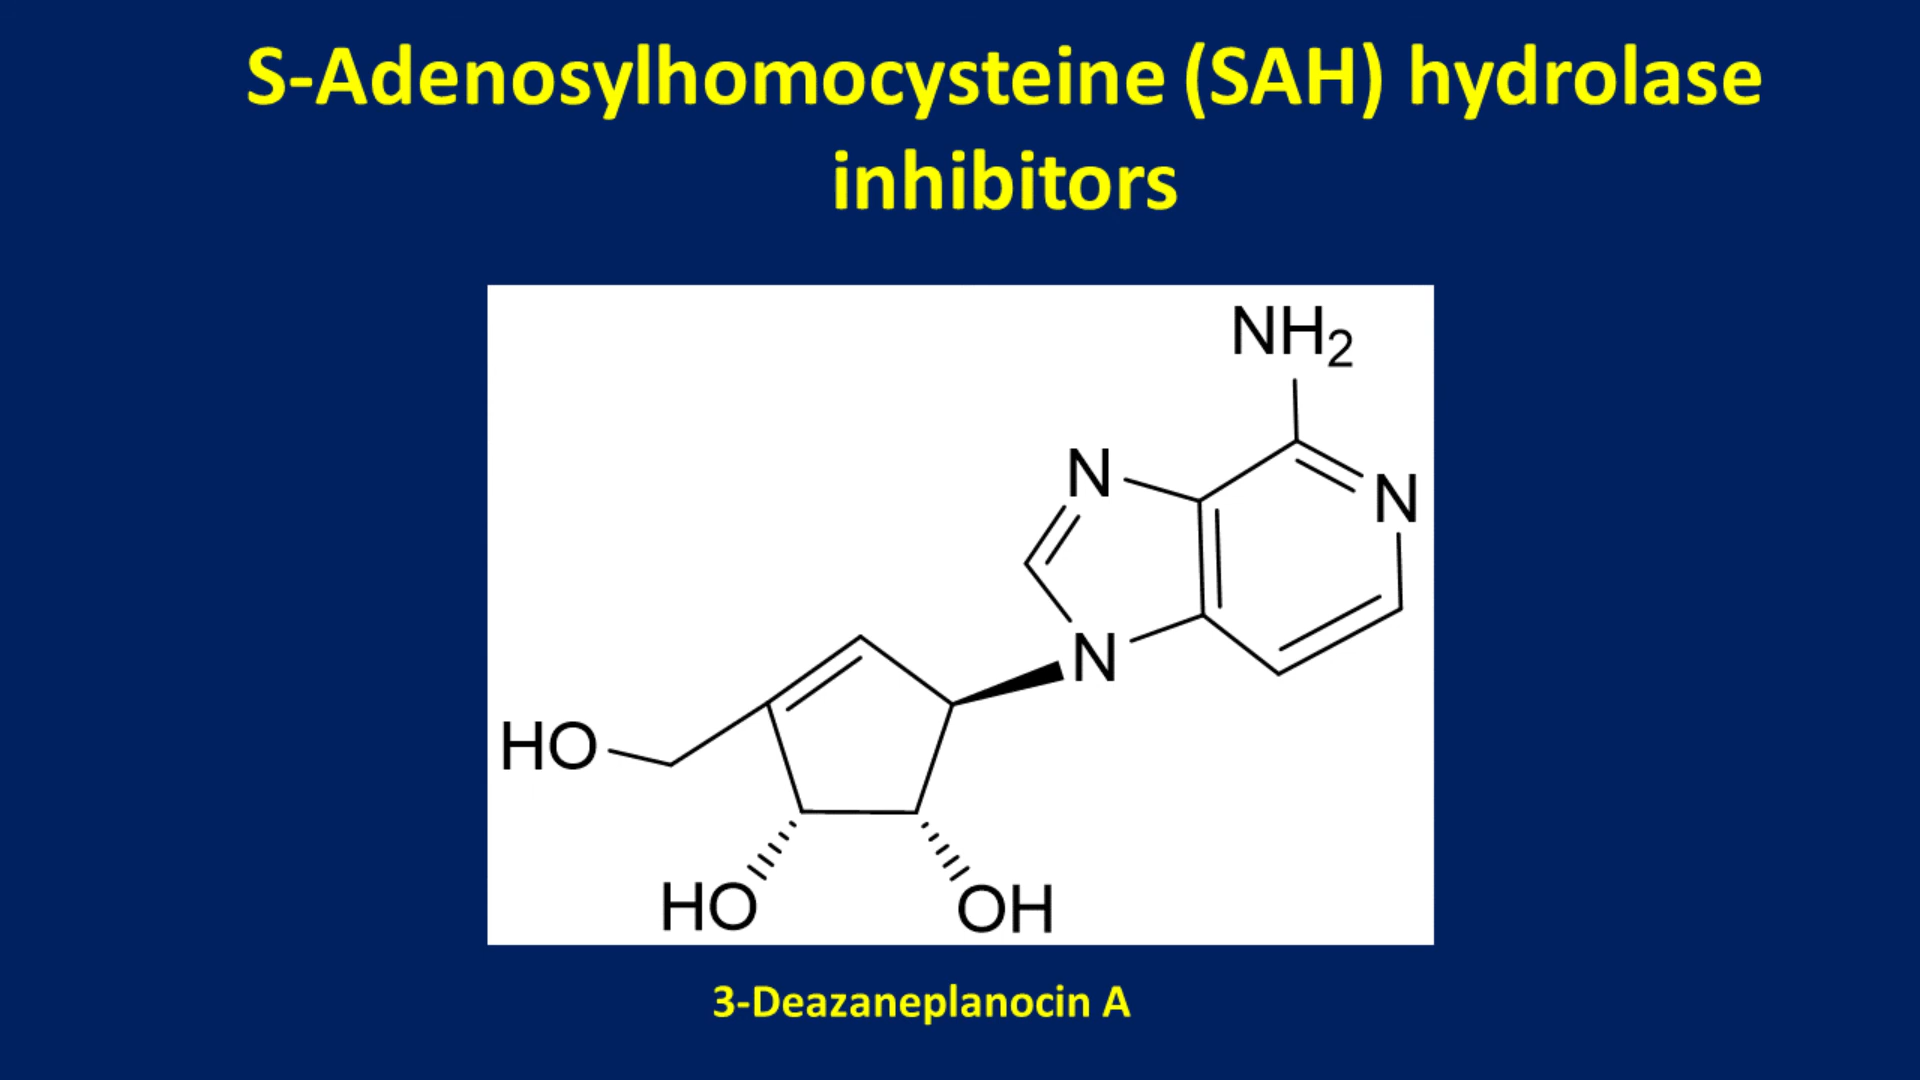 S-Adenosylhomocysteine (SAH) hydrolase
inhibitors
NH₂
N
N
N
HO
HO
OH
3-Deazaneplanocin A